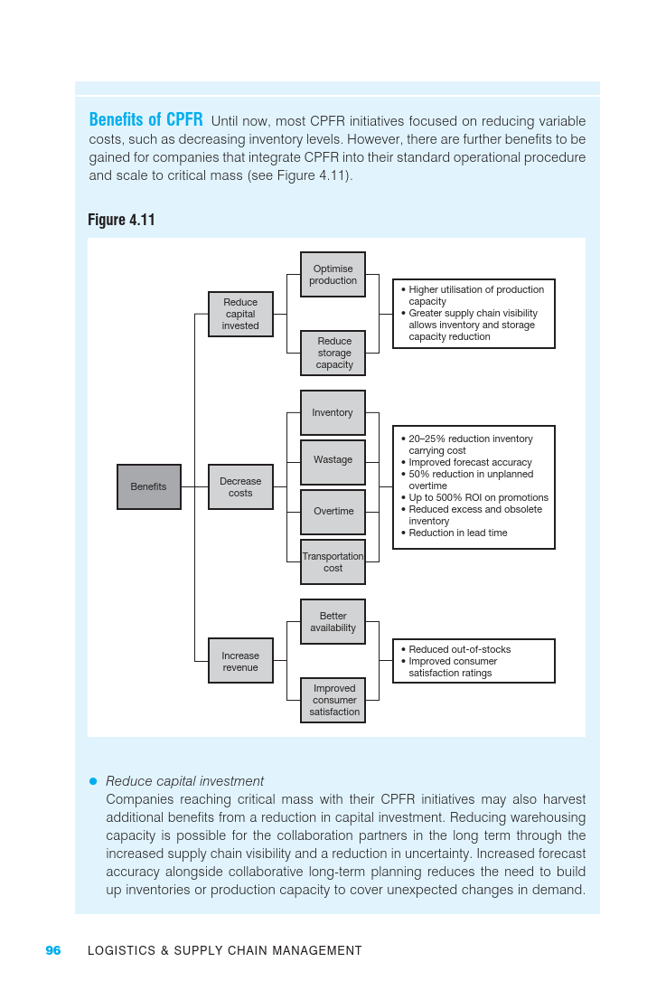 Benefits of CPFR Until now, most CPFR initiatives focused on reducing variable
costs, such as decreasing inventory levels. However, there are further benefits to be
gained for companies that integrate CPFR into their standard operational procedure
and scale to critical mass (see Figure 4.11).
Figure 4.11
Benefits
Reduce
capital
invested
Optimise
production
Reduce
storage
capacity
• Higher utilisation of production
capacity
• Greater supply chain visibility
allows inventory and storage
capacity reduction
Decrease
costs
Inventory
Wastage
Overtime
Transportation
cost
• 20–25% reduction inventory
carrying cost
• Improved forecast accuracy
• 50% reduction in unplanned
overtime
• Up to 500% ROI on promotions
• Reduced excess and obsolete
inventory
• Reduction in lead time
Increase
revenue
Better
availability
Improved
consumer
satisfaction
• Reduced out-of-stocks
• Improved consumer
satisfaction ratings
● Reduce capital investment
Companies reaching critical mass with their CPFR initiatives may also harvest
additional benefits from a reduction in capital investment. Reducing warehousing
capacity is possible for the collaboration partners in the long term through the
increased supply chain visibility and a reduction in uncertainty. Increased forecast
accuracy alongside collaborative long-term planning reduces the need to build
up inventories or production capacity to cover unexpected changes in demand.
96 LOGISTICS & SUPPLY CHAIN MANAGEMENT